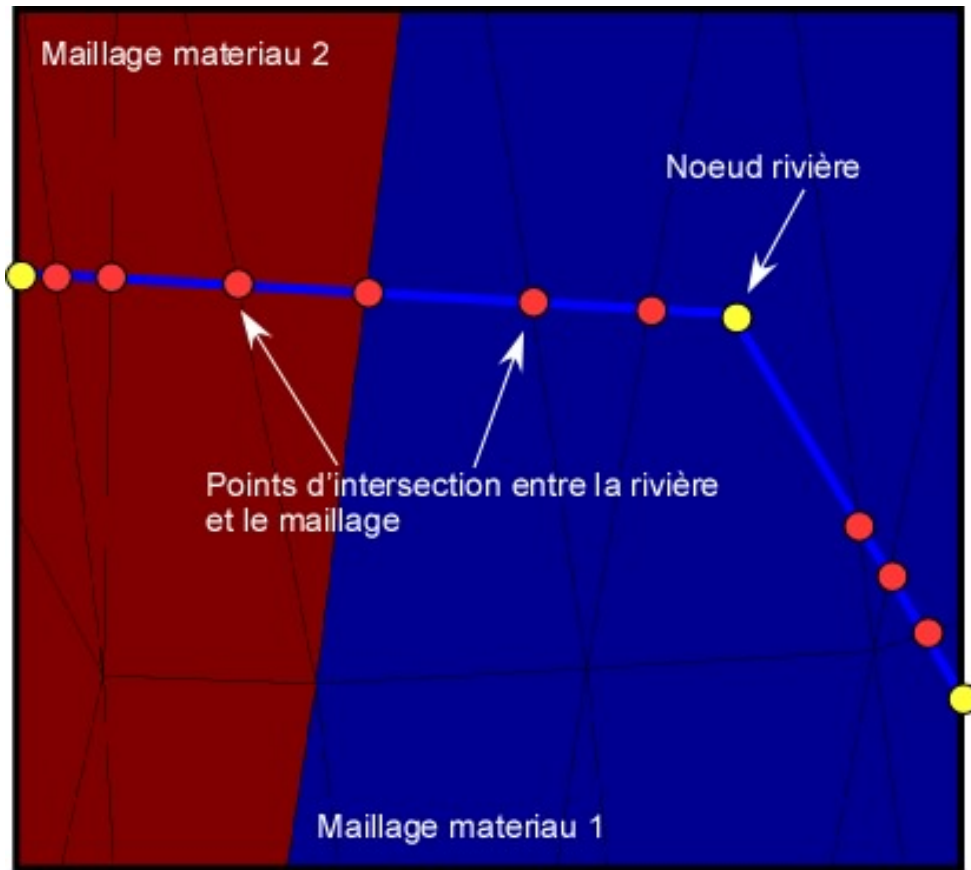 Maillage materiau 2
Noeud rivière
Points d'intersection entre la rivière
et le maillage
Maillage materiau 1